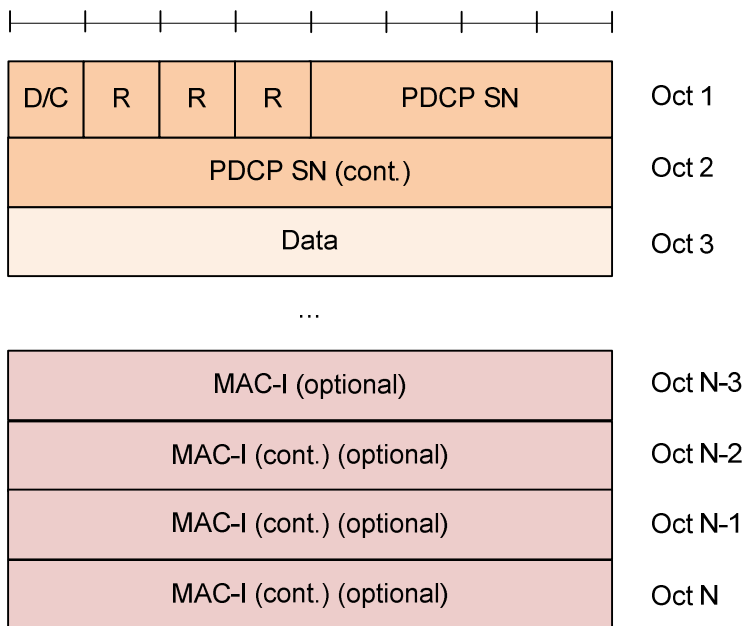 D/C R R R PDCP SN Oct 1
PDCP SN (cont.) Oct 2
Data Oct 3
...
MAC-I (optional) Oct N-3
MAC-I (cont.) (optional) Oct N-2
MAC-I (cont.) (optional) Oct N-1
MAC-I (cont.) (optional) Oct N